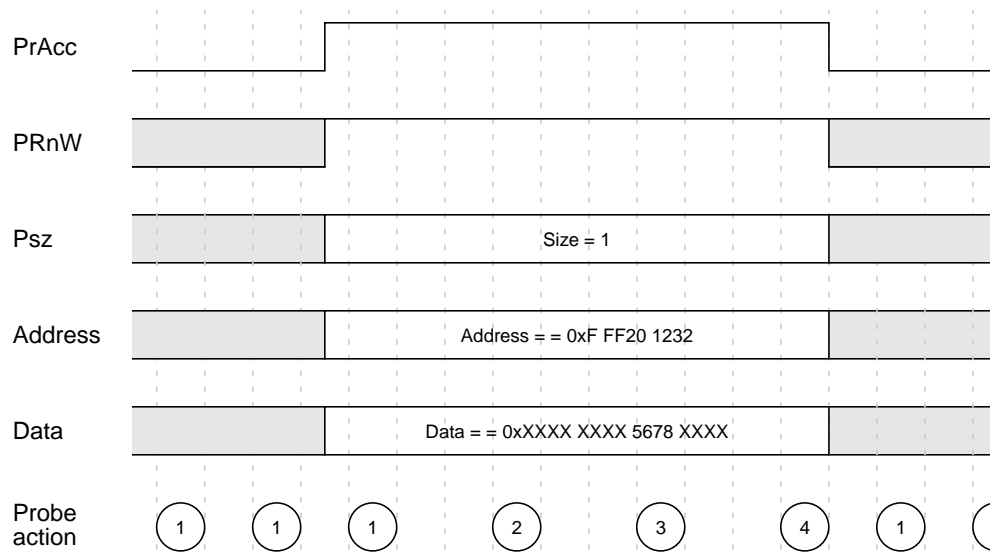 PrAcc
PRnW
Psz
Size = 1
Address
Address = = 0xF FF20 1232
Data
Data = = 0xXXXX XXXX 5678 XXXX
Probe
action
1 1 1 2 3 4 1